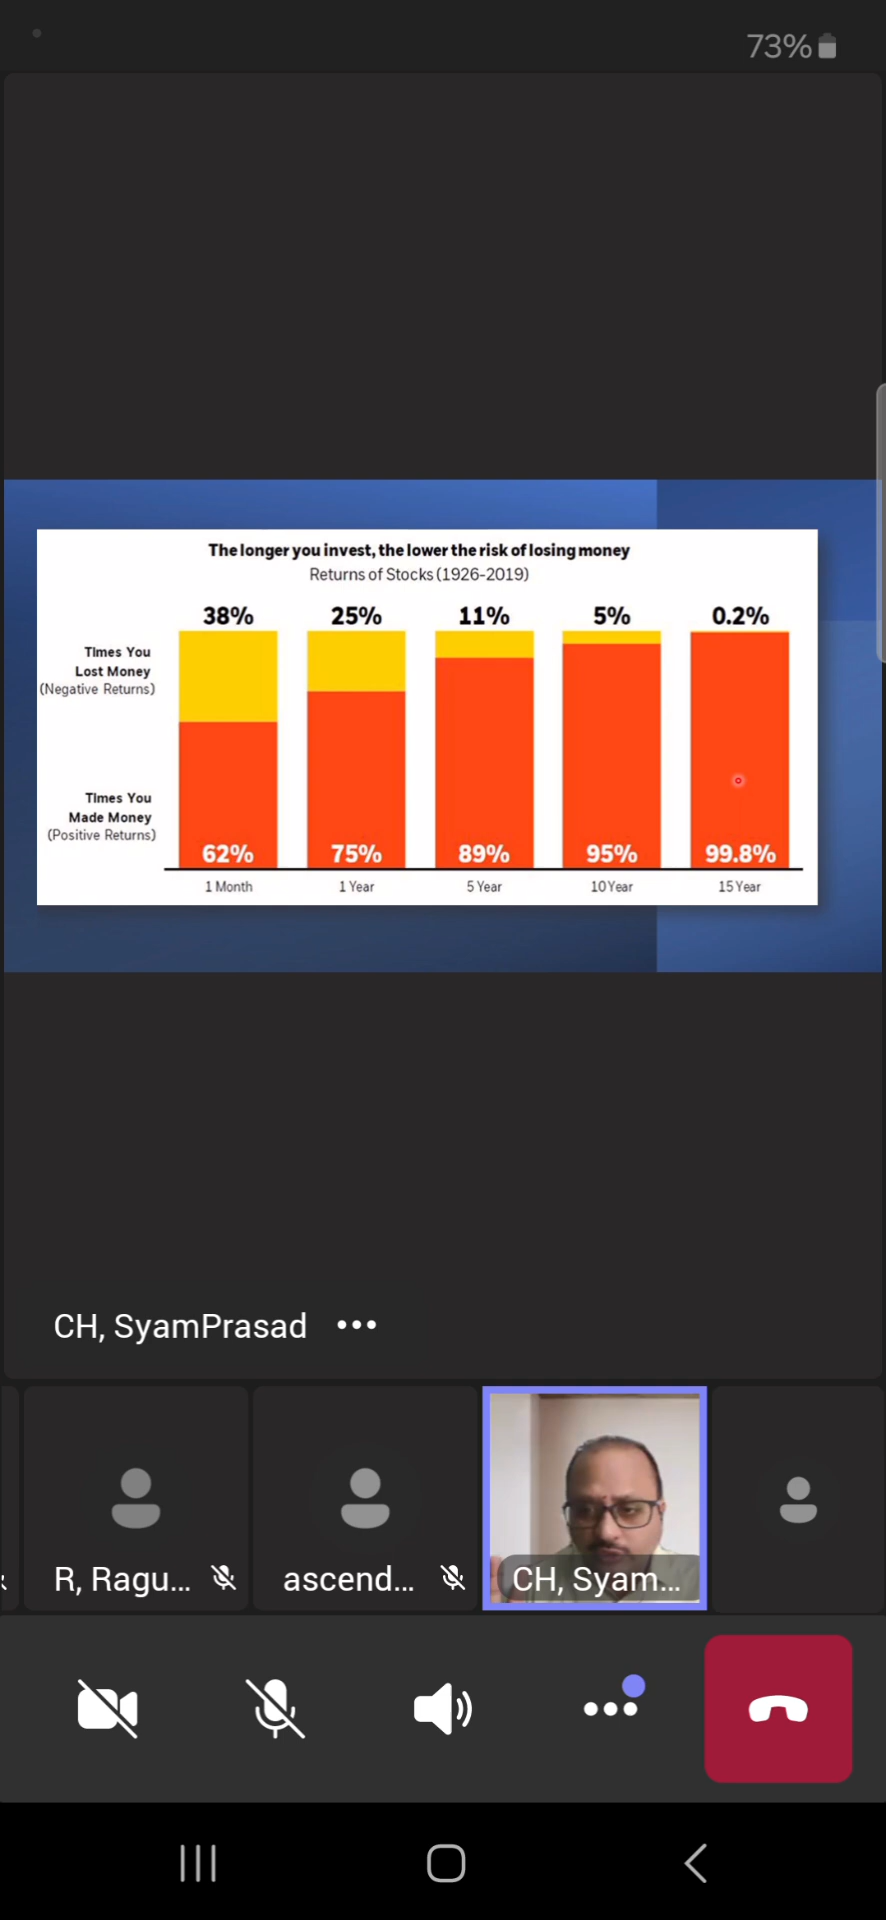 73%
The longer you invest, the lower the risk of losing money
Returns of Stocks (1926-2019)
38% 25% 11% 5% 0.2%
Times You
Lost Money
(Negative Returns)
Times You
Made Money
(Positive Returns)
62% 75% 89% 95% 99.8%
1 Month 1 Year 5 Year 10 Year 15 Year
CH, SyamPrasad •••
R, Ragu... ascend... CH, Syam...